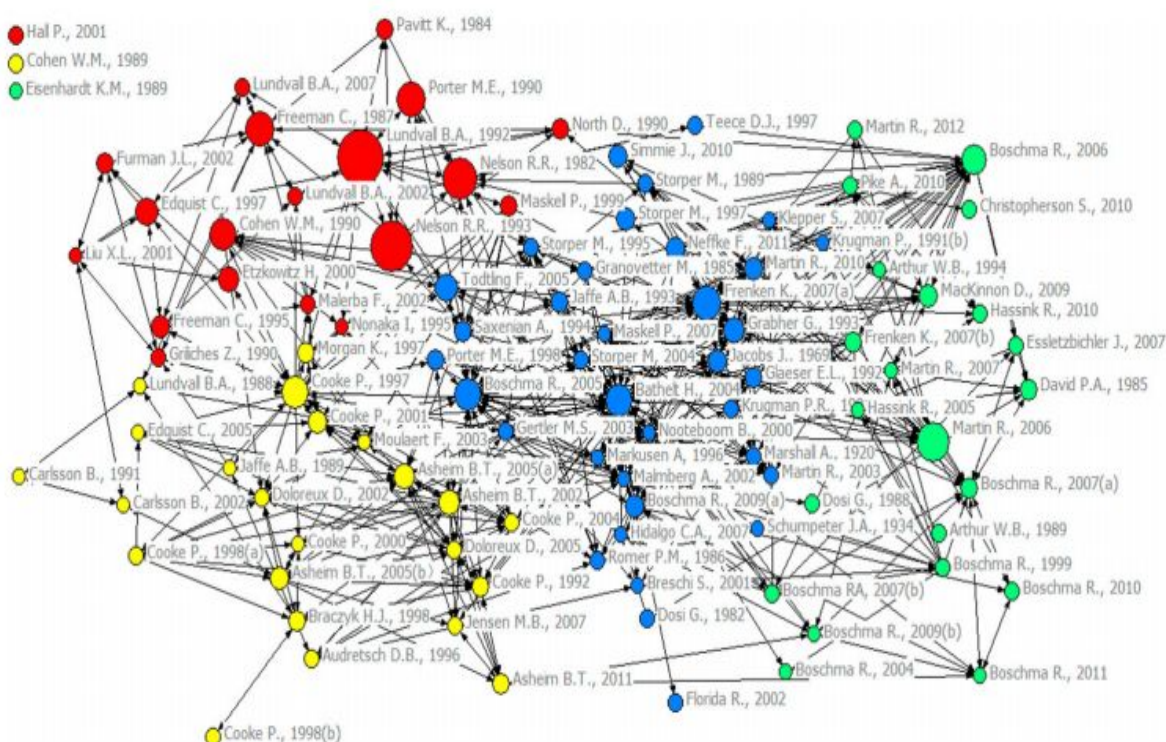 Hall P., 2001
Cohen W.M., 1989
Eisenhardt K.M., 1989
Pavitt K., 1984
Lundvall B.A., 2007
Porter M.E., 1990
Freeman C., 1987
Lundvall B.A., 1992
North D., 1990
Teece D.J., 1997
Martin R., 2012
Furman J.L., 2002
Nelson R.R., 1982
Simmie J., 2010
Boschma R., 2006
Edquist C., 1997
Lundvall B.A., 2002
Maskell P., 1999
Storper M., 1989
Pike A., 2010
Christopherson S., 2010
Cohen W.M., 1990
Nelson R.R., 1993
Storper M., 1997
Klepper S., 2007
Liu X.L., 2001
Storper M., 1995
Neffke F., 2011
Krugman P., 1991(b)
Etzkowitz H., 2000
Todtling F., 2005
Granovetter M., 1985
Martin R., 2010
Arthur W.B., 1994
Malerba F., 2002
Jaffe A.B., 1993
Frenken K., 2007(a)
MacKinnon D., 2009
Hassink R., 2010
Freeman C., 1995
Nonaka I, 1995
Saxenian A., 1994
Maskell P., 2007
Grabher G., 1993
Frenken K., 2007(b)
Essletzbichler J., 2007
Griliches Z., 1990
Morgan K., 1997
Porter M.E., 1998
Storper M, 2004
Jacobs J., 1969
Glaeser E.L., 1992
Martin R., 2007
David P.A., 1985
Lundvall B.A., 1988
Cooke P., 1997
Boschma R., 2005
Bathelt H., 2004
Krugman P.R.,
Hassink R., 2005
Edquist C., 2005
Cooke P., 2001
Gertler M.S., 2003
Nooteboom B., 2000
Martin R., 2006
Moulaert F., 2003
Markusen A, 1996
Marshall A., 1920
Carlsson B., 1991
Jaffe A.B., 1989
Asheim B.T., 2005(a)
Malmberg A., 2002
Martin R., 2003
Boschma R., 2007(a)
Carlsson B., 2002
Doloreux D., 2002
Asheim B.T., 2002
Boschma R., 2009(a)
Dosi G., 1988
Cooke P., 2004
Hidalgo C.A., 2007
Schumpeter J.A., 1934
Arthur W.B., 1989
Cooke P., 1998(a)
Cooke P., 2000
Doloreux D., 2005
Romer P.M., 1986
Boschma R., 1999
Asheim B.T., 2005(b)
Cooke P., 1992
Breschi S., 2001
Boschma RA, 2007(b)
Boschma R., 2010
Braczyk H.J., 1998
Jensen M.B., 2007
Dosi G., 1982
Boschma R., 2009(b)
Audretsch D.B., 1996
Asheim B.T., 2011
Boschma R., 2004
Boschma R., 2011
Florida R., 2002
Cooke P., 1998(b)